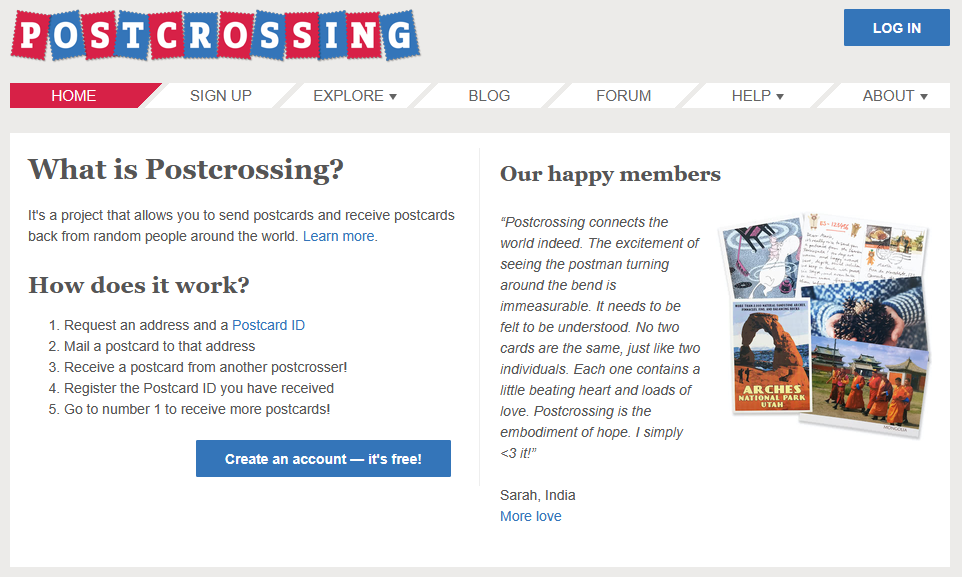 POSTCROSSING
LOG IN
HOME
SIGN UP
EXPLORE ▾
BLOG
FORUM
HELP ▾
ABOUT ▾
What is Postcrossing?
It's a project that allows you to send postcards and receive postcards
back from random people around the world. Learn more.
How does it work?
1. Request an address and a Postcard ID
2. Mail a postcard to that address
3. Receive a postcard from another postcrosser!
4. Register the Postcard ID you have received
5. Go to number 1 to receive more postcards!
Create an account — it's free!
Our happy members
“Postcrossing connects the
world indeed. The excitement of
seeing the postman turning
around the bend is
immeasurable. It needs to be
felt to be understood. No two
cards are the same, just like two
individuals. Each one contains a
little beating heart and loads of
love. Postcrossing is the
embodiment of hope. I simply
<3 it!”
Sarah, India
More love
ARCHES
NATIONAL PARK
UTAH
MONGOLIA